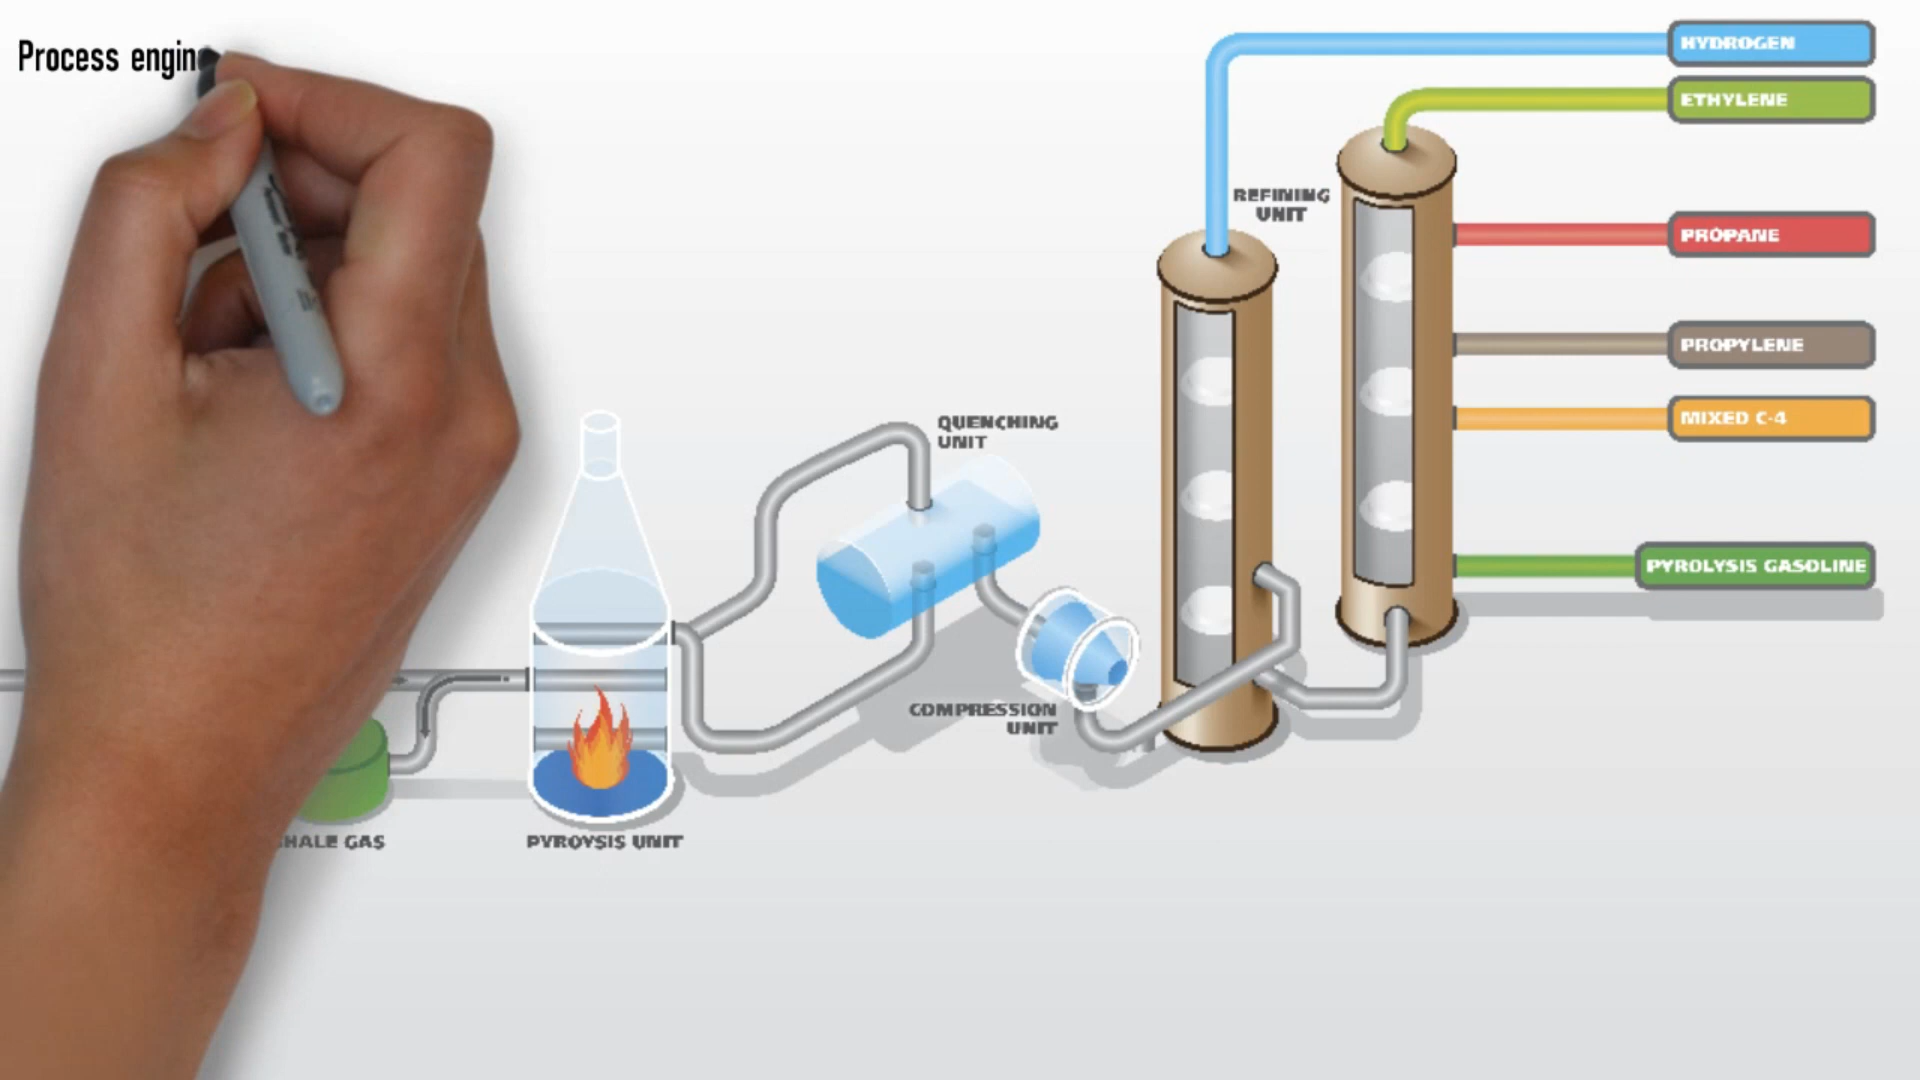 Process engin
HYDROGEN
ETHYLENE
REFINING
UNIT
PROPANE
PROPYLENE
MIXED C-4
QUENCHING
UNIT
PYROLYSIS GASOLINE
COMPRESSION
UNIT
HALE GAS
PYROYSIS UNIT